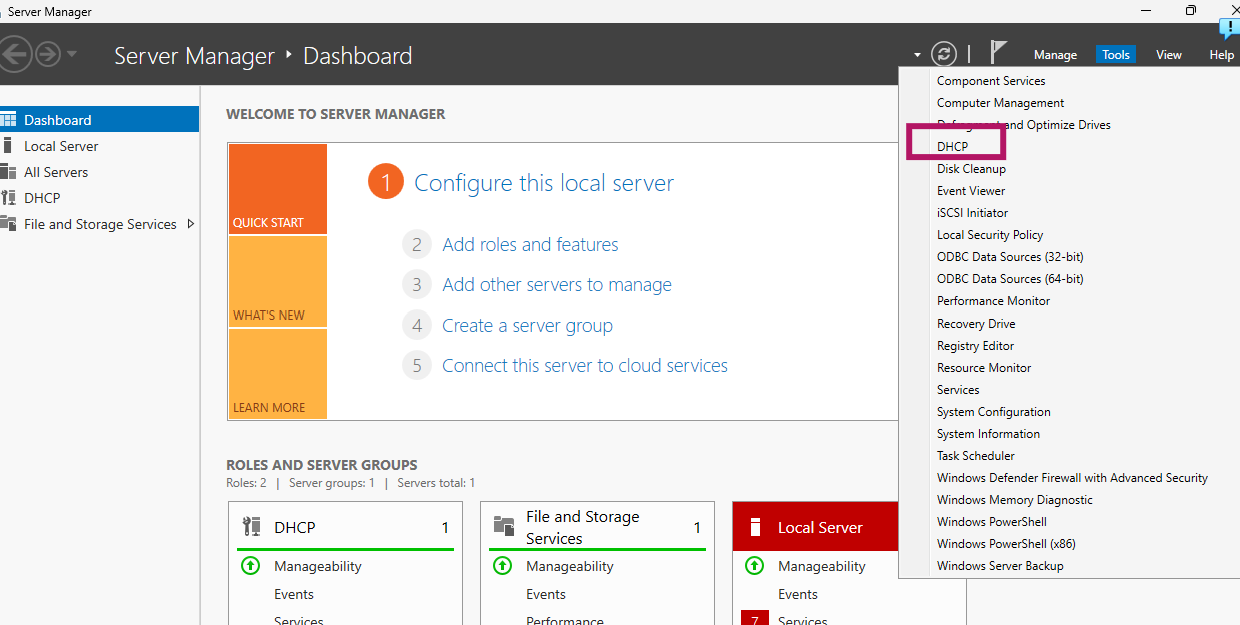 Server Manager
Server Manager ‣ Dashboard
Manage Tools View Help
Dashboard
Local Server
All Servers
DHCP
File and Storage Services
WELCOME TO SERVER MANAGER
QUICK START
WHAT'S NEW
LEARN MORE
1 Configure this local server
2 Add roles and features
3 Add other servers to manage
4 Create a server group
5 Connect this server to cloud services
ROLES AND SERVER GROUPS
Roles: 2 | Server groups: 1 | Servers total: 1
DHCP 1
Manageability
Events
Services
File and Storage
Services 1
Manageability
Events
Performance
Local Server
Manageability
Events
7 Services
Component Services
Computer Management
Defragment and Optimize Drives
DHCP
Disk Cleanup
Event Viewer
iSCSI Initiator
Local Security Policy
ODBC Data Sources (32-bit)
ODBC Data Sources (64-bit)
Performance Monitor
Recovery Drive
Registry Editor
Resource Monitor
Services
System Configuration
System Information
Task Scheduler
Windows Defender Firewall with Advanced Security
Windows Memory Diagnostic
Windows PowerShell
Windows PowerShell (x86)
Windows Server Backup